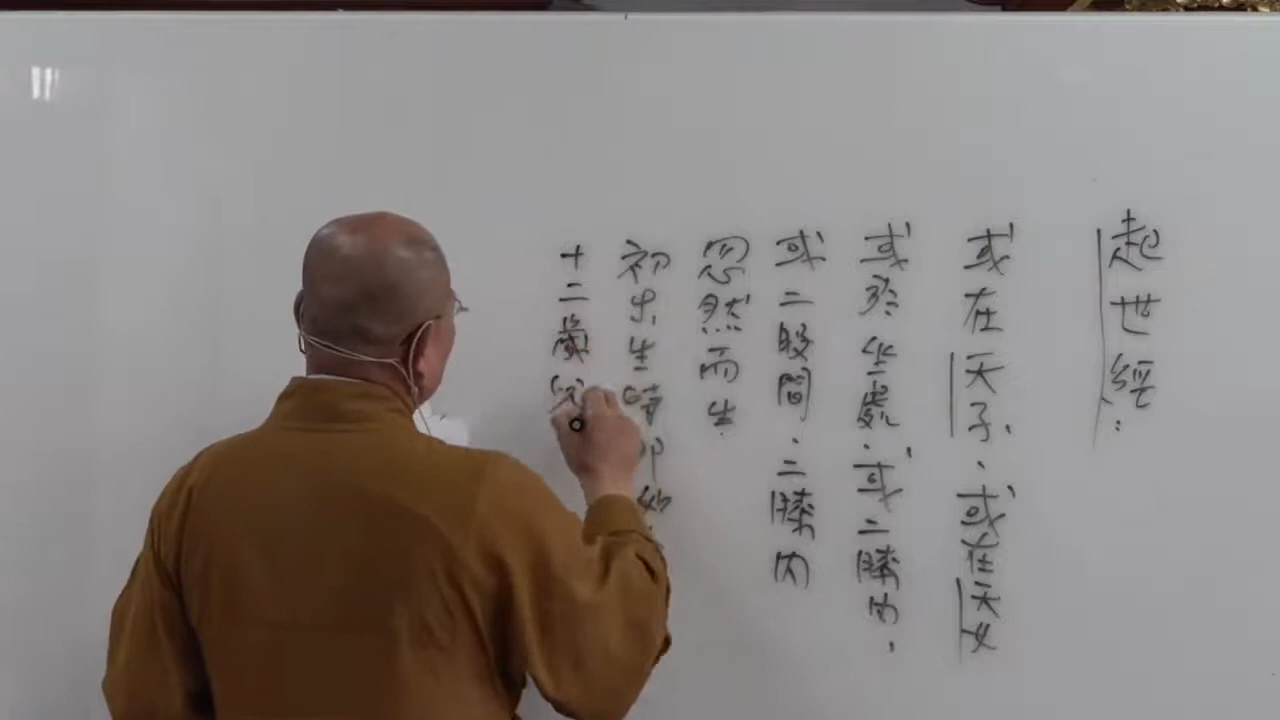 起世經:
或在天子、或在天女
或於坐處.或二膝內,
或二股間.二膝內
忽然而生.
初出生時即如
十二歲兒